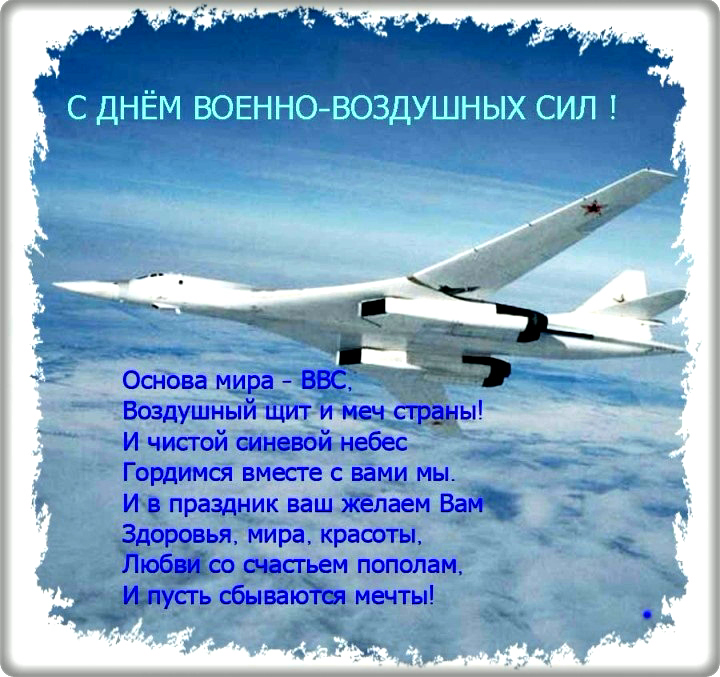 С ДНЁМ ВОЕННО-ВОЗДУШНЫХ СИЛ !
Основа мира - ВВС,
Воздушный щит и меч страны!
И чистой синевой небес
Гордимся вместе с вами мы.
И в праздник ваш желаем Вам
Здоровья, мира, красоты,
Любви со счастьем пополам,
И пусть сбываются мечты!